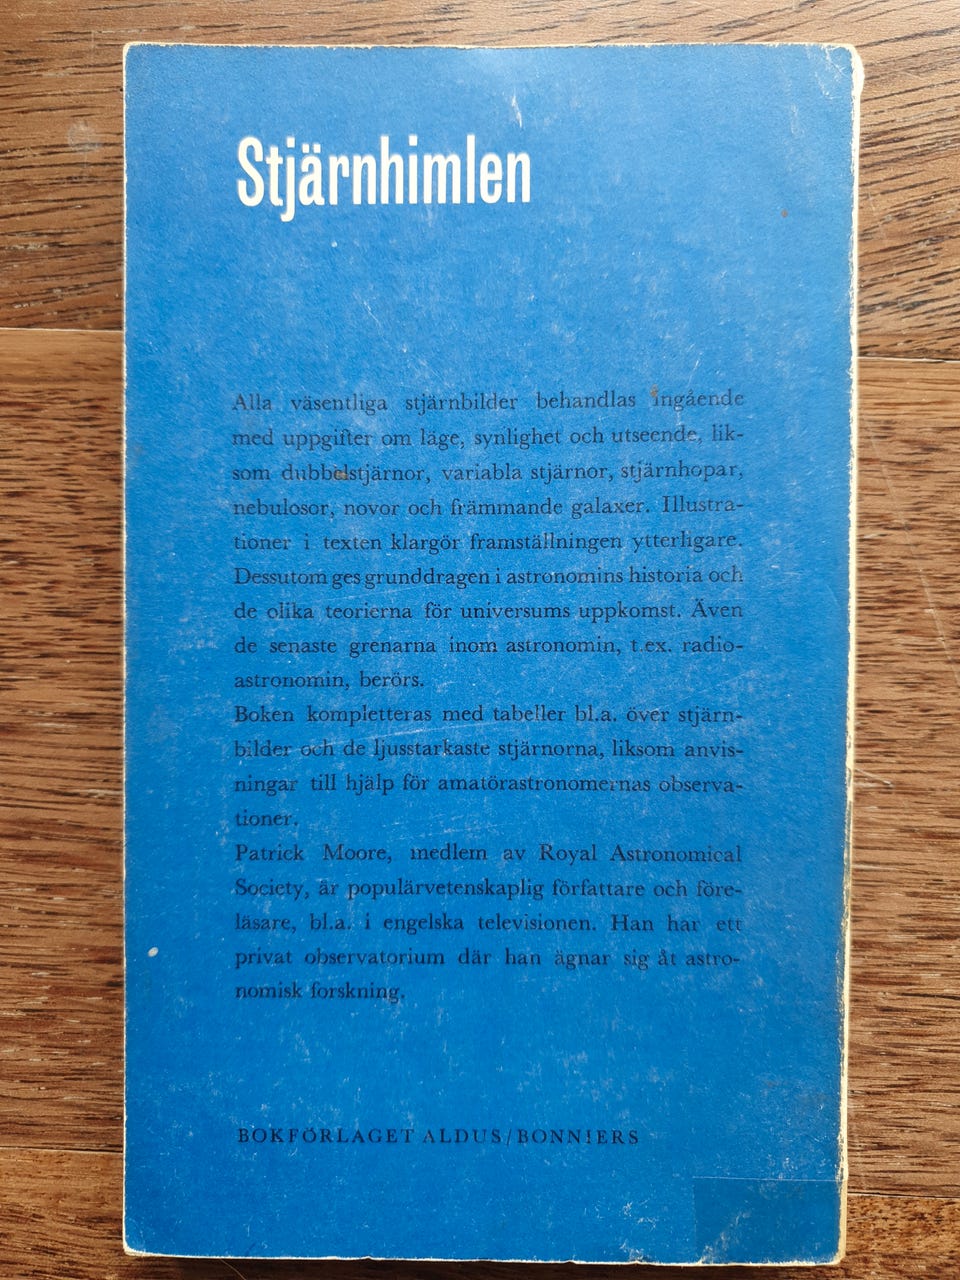 Stjärnhimlen
Alla väsentliga stjärnbilder behandlas ingående
med uppgifter om läge, synlighet och utseende, lik-
som dubbelstjärnor, variabla stjärnor, stjärnhopar,
nebulosor, novor och främmande galaxer. Illustra-
tioner i texten klargör framställningen ytterligare.
Dessutom ges grunddragen i astronomins historia och
de olika teorierna för universums uppkomst. Även
de senaste grenarna inom astronomin, t.ex. radio-
astronomin, berörs.
Boken kompletteras med tabeller bl.a. över stjärn-
bilder och de ljusstarkaste stjärnorna, liksom anvis-
ningar till hjälp för amatörastronomernas observa-
tioner.
Patrick Moore, medlem av Royal Astronomical
Society, är populärvetenskaplig författare och före-
läsare, bl.a. i engelska televisionen. Han har ett
privat observatorium där han ägnar sig åt astro-
nomisk forskning.
BOKFÖRLAGET ALDUS/BONNIERS